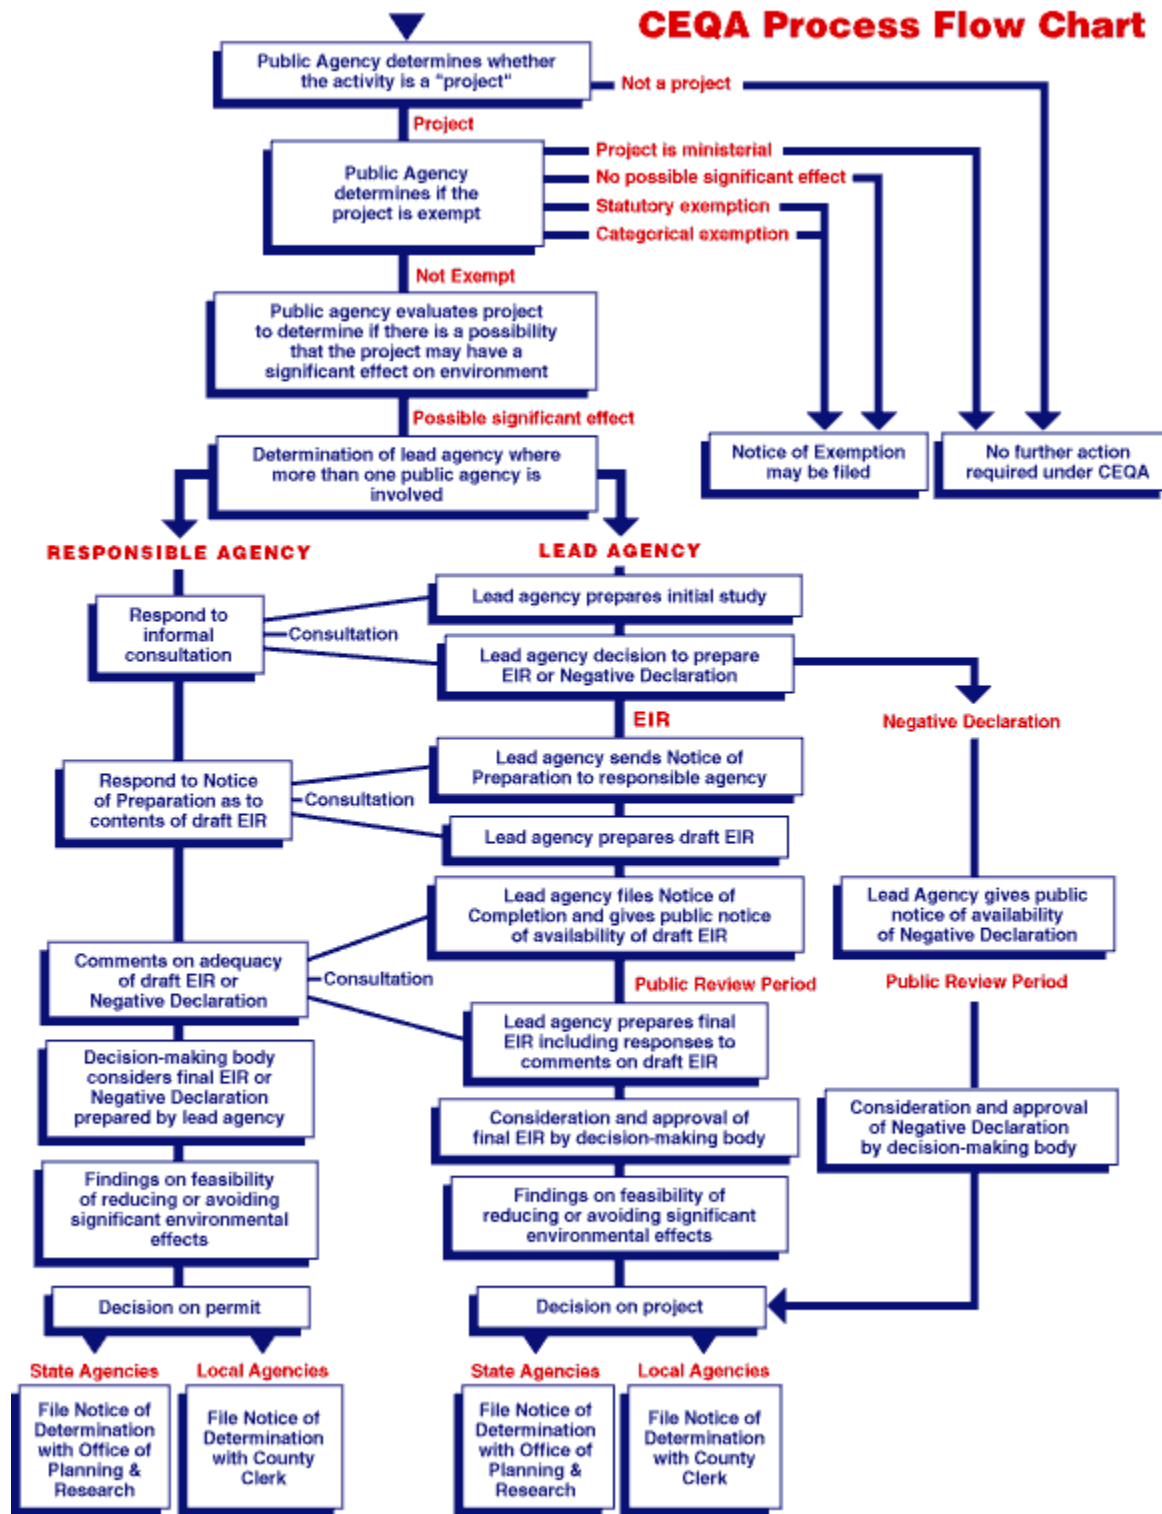 CEQA Process Flow Chart
Public Agency determines whether
the activity is a "project"
Not a project
Project
Public Agency
determines if the
project is exempt
Project is ministerial
No possible significant effect
Statutory exemption
Categorical exemption
Not Exempt
Public agency evaluates project
to determine if there is a possibility
that the project may have a
significant effect on environment
Possible significant effect
Determination of lead agency where
more than one public agency is
involved
Notice of Exemption
may be filed
No further action
required under CEQA
RESPONSIBLE AGENCY
LEAD AGENCY
Respond to
informal
consultation
Consultation
Lead agency prepares initial study
Lead agency decision to prepare
EIR or Negative Declaration
EIR
Negative Declaration
Respond to Notice
of Preparation as to
contents of draft EIR
Consultation
Lead agency sends Notice of
Preparation to responsible agency
Lead agency prepares draft EIR
Lead agency files Notice of
Completion and gives public notice
of availability of draft EIR
Lead Agency gives public
notice of availability
of Negative Declaration
Comments on adequacy
of draft EIR or
Negative Declaration
Consultation
Public Review Period
Public Review Period
Lead agency prepares final
EIR including responses to
comments on draft EIR
Decision-making body
considers final EIR or
Negative Declaration
prepared by lead agency
Consideration and approval of
final EIR by decision-making body
Consideration and approval
of Negative Declaration
by decision-making body
Findings on feasibility
of reducing or avoiding
significant environmental
effects
Findings on feasibility of
reducing or avoiding significant
environmental effects
Decision on permit
Decision on project
State Agencies
Local Agencies
State Agencies
Local Agencies
File Notice of
Determination
with Office of
Planning &
Research
File Notice of
Determination
with County
Clerk
File Notice of
Determination
with Office of
Planning &
Research
File Notice of
Determination
with County
Clerk